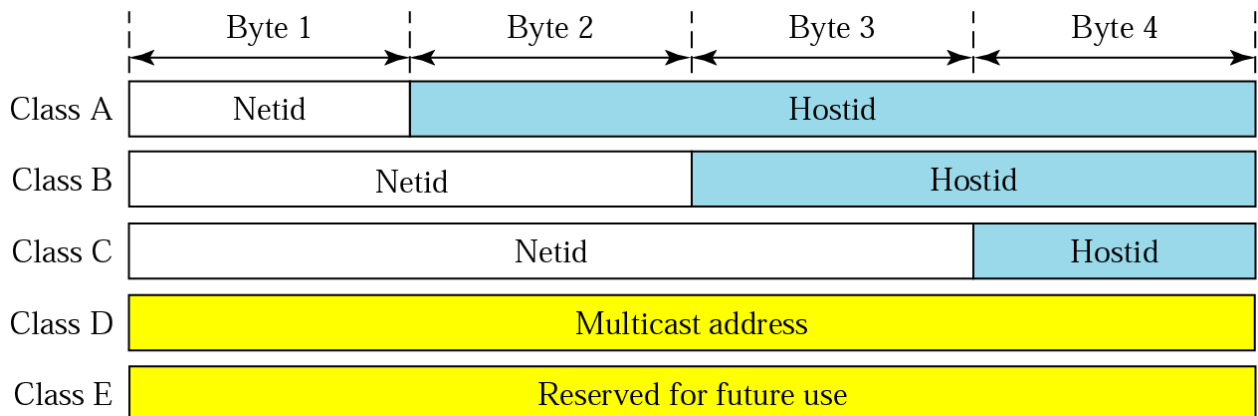 Byte 1 Byte 2 Byte 3 Byte 4
Class A Netid Hostid
Class B Netid Hostid
Class C Netid Hostid
Class D Multicast address
Class E Reserved for future use